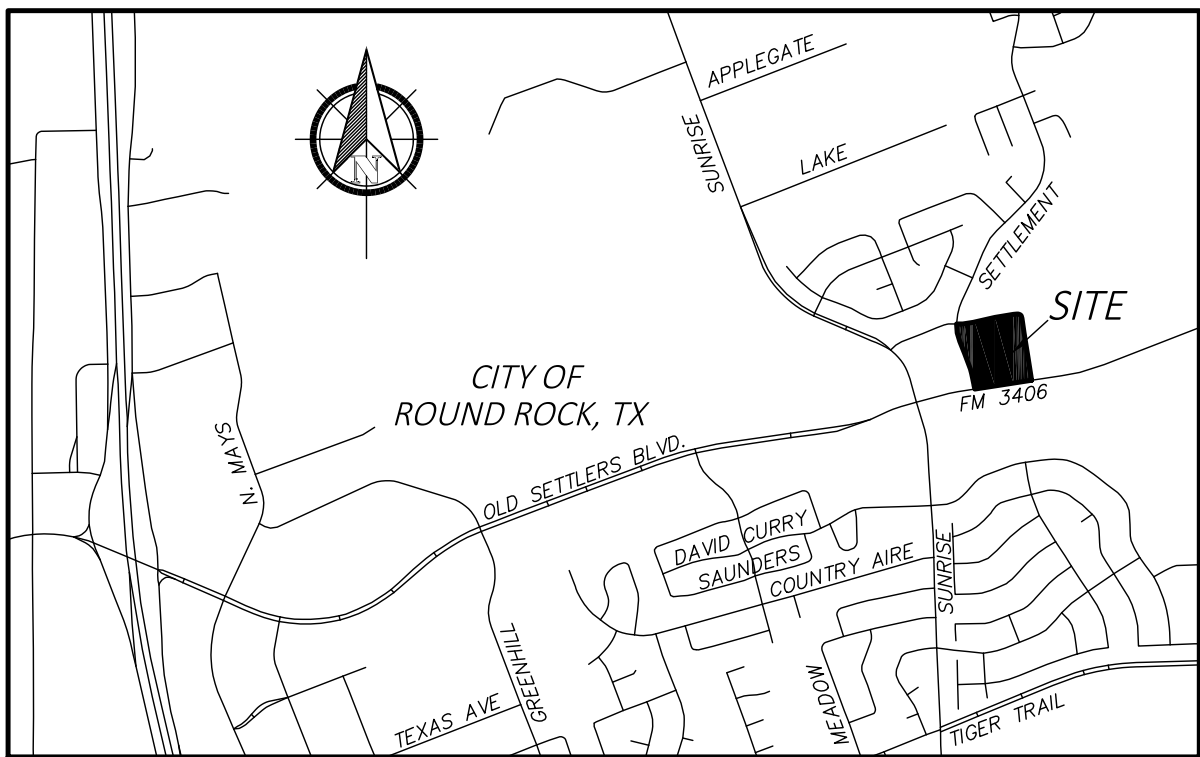 APPLEGATE
SUNRISE
LAKE
N
SETTLEMENT
SITE
CITY OF
ROUND ROCK, TX
FM 3406
N. MAYS
OLD SETTLERS BLVD.
DAVID CURRY
SAUNDERS
COUNTRY AIRE
SUNRISE
GREENHILL
MEADOW
TEXAS AVE
TIGER TRAIL